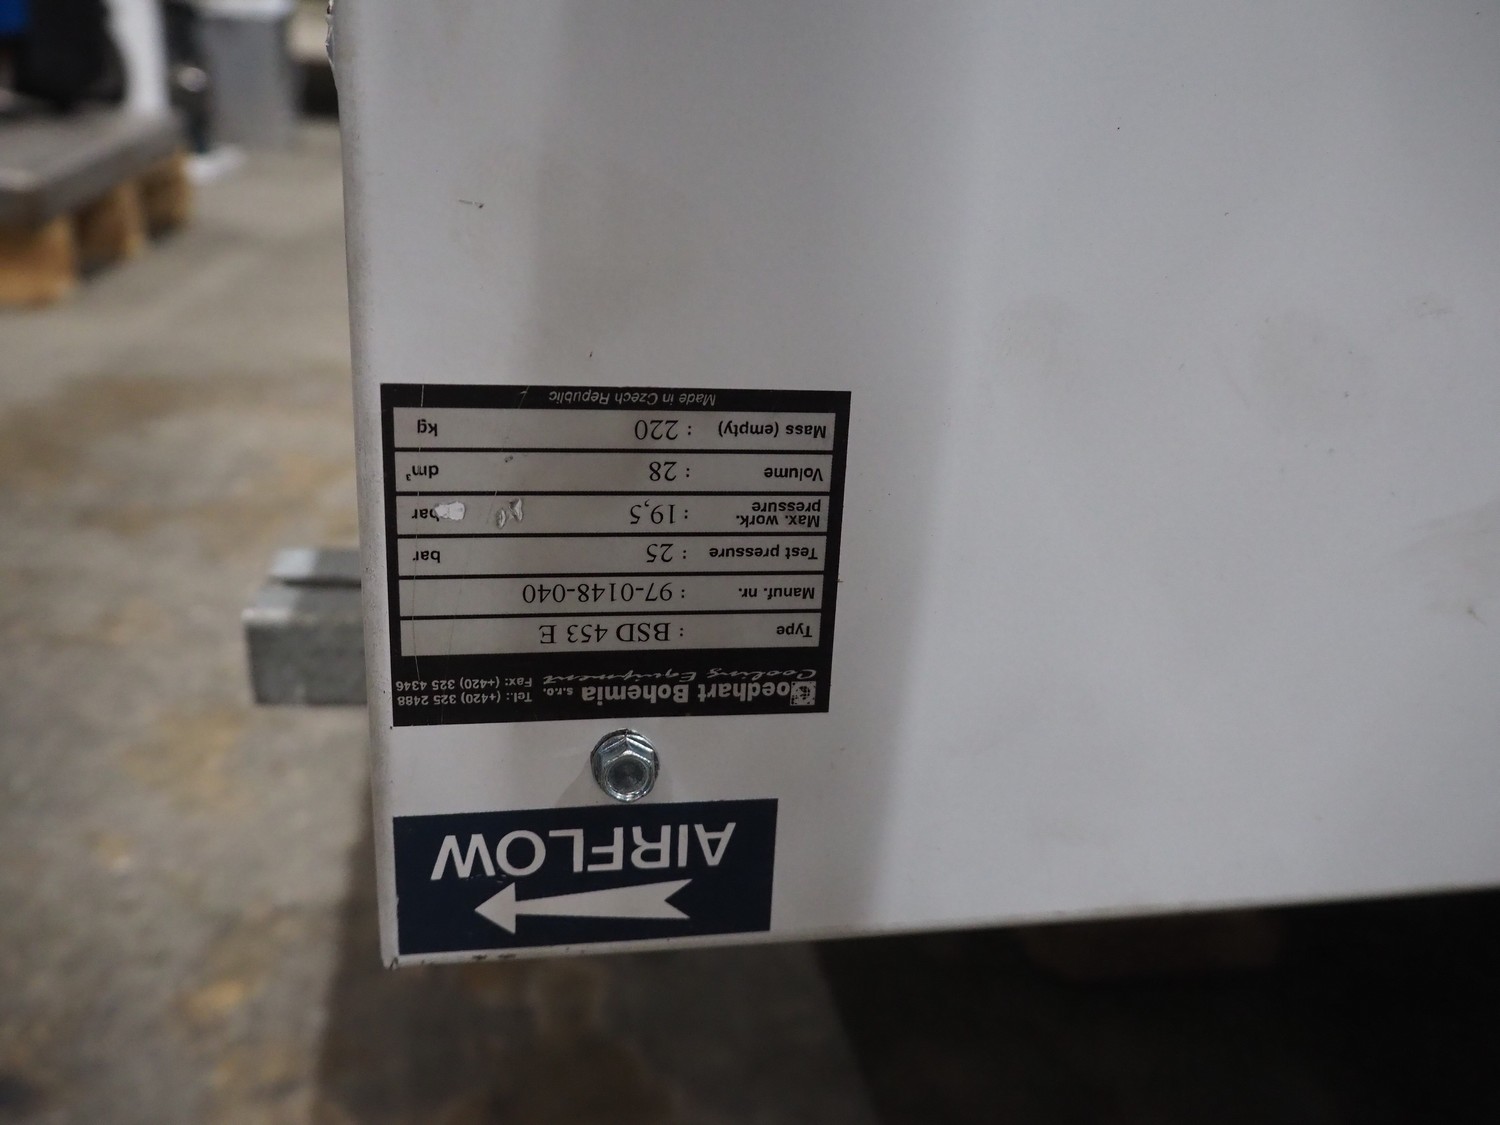 AIRFLOW
oedhart Bohemia s.r.o. Tel.: (+420) 325 2488
Cooling Equipment Fax: (+420) 325 4346
Type : BSD 453 E
Manuf. nr. : 97-0148-040
Test pressure : 25 bar
Max. work. pressure : 19,5 bar
Volume : 28 dm³
Mass (empty) : 220 kg
Made in Czech Republic